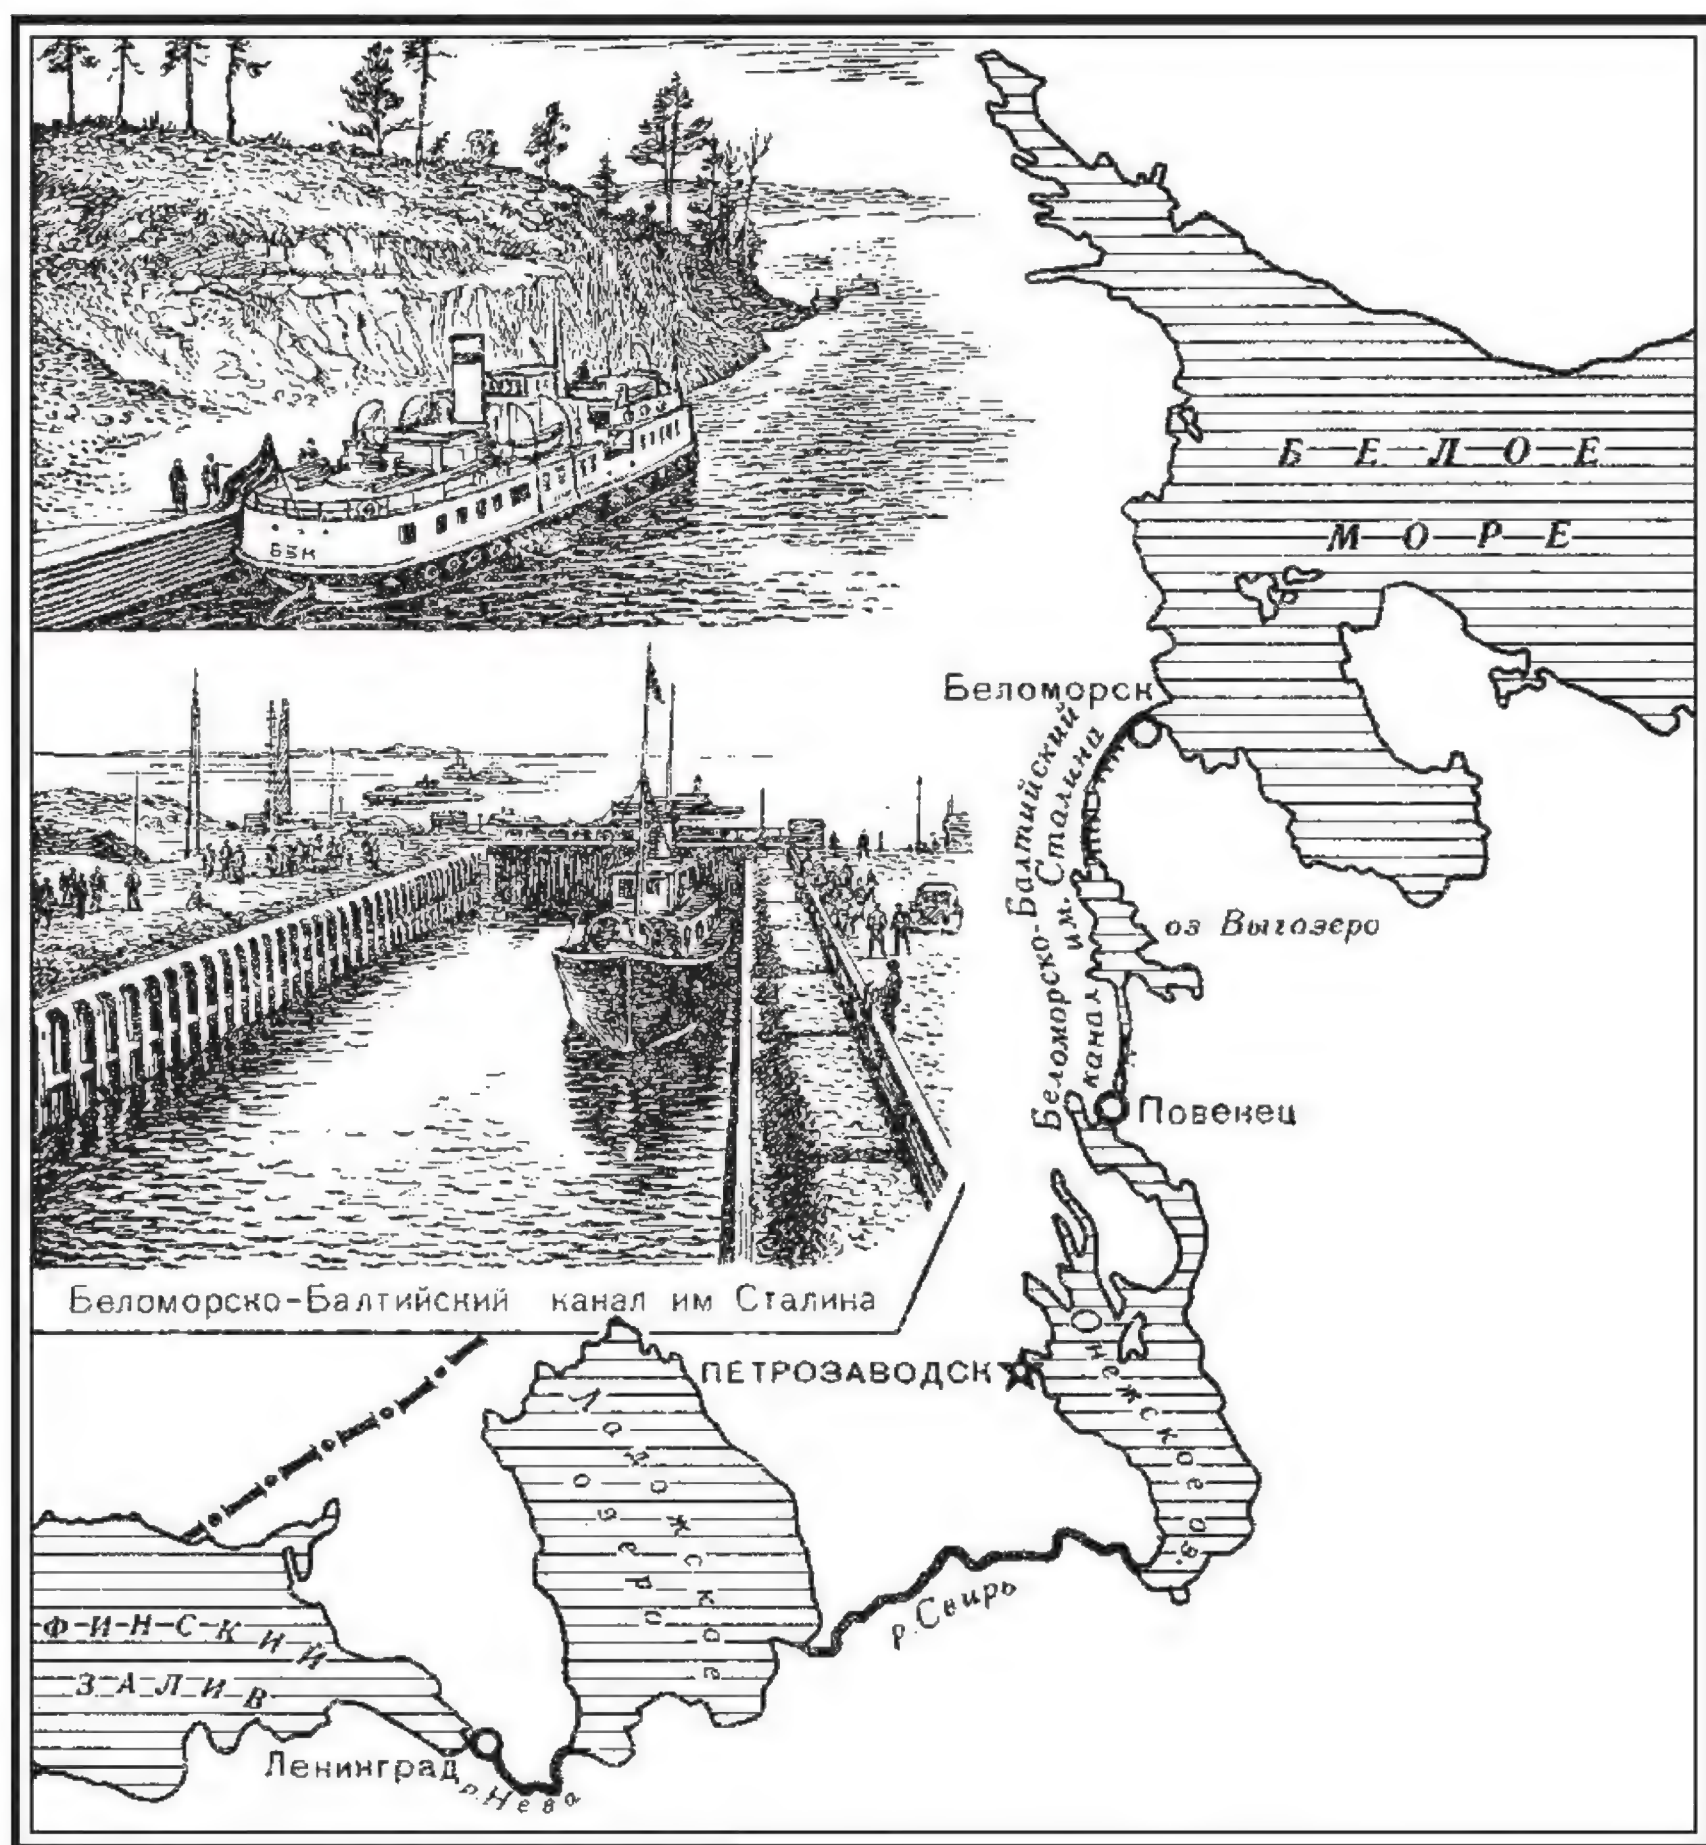 ББК
БЕЛОЕ
МОРЕ
Беломорск
Беломорско-Балтийский
канал им. Сталина
оз Выгозеро
Повенец
Беломорско-Балтийский канал им Сталина
ПЕТРОЗАВОДСК
Онежское оз.
Ладожское
озеро
р. Свирь
ФИНСКИЙ
ЗАЛИВ
Ленинград
р. Нева